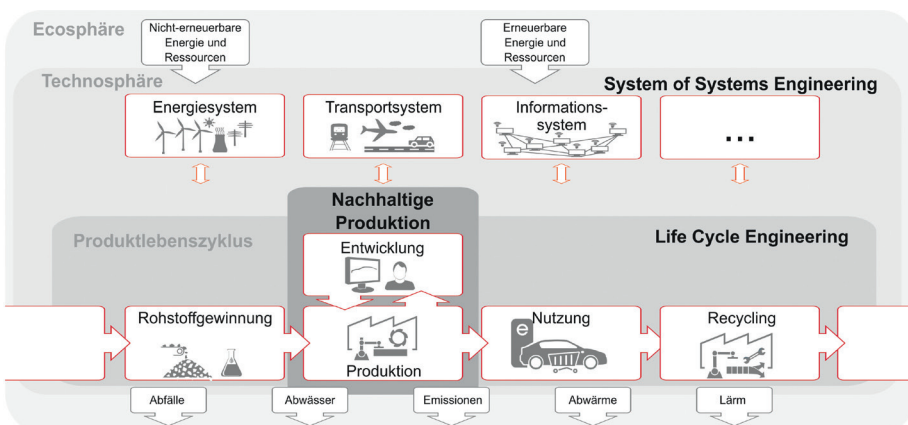 Ecosphäre
Nicht-erneuerbare
Energie und
Ressourcen
Erneuerbare
Energie und
Ressourcen
Technosphäre
System of Systems Engineering
Energiesystem
Transportsystem
Informations-
system
...
Nachhaltige
Produktion
Produktlebenszyklus
Life Cycle Engineering
Entwicklung
Rohstoffgewinnung
Produktion
e
Nutzung
Recycling
Abfälle
Abwässer
Emissionen
Abwärme
Lärm